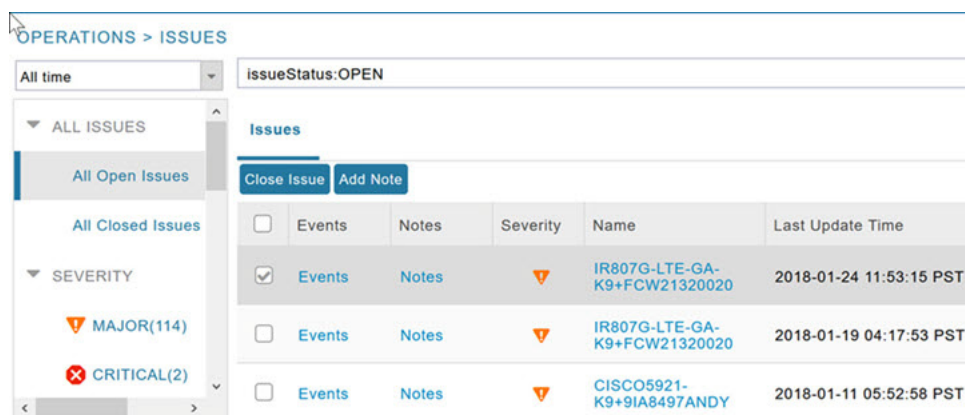 OPERATIONS > ISSUES
All time
issueStatus:OPEN
ALL ISSUES
All Open Issues
All Closed Issues
SEVERITY
MAJOR(114)
CRITICAL(2)
Issues
Close Issue Add Note
Events Notes Severity Name Last Update Time
Events Notes IR807G-LTE-GA-
K9+FCW21320020 2018-01-24 11:53:15 PST
Events Notes IR807G-LTE-GA-
K9+FCW21320020 2018-01-19 04:17:53 PST
Events Notes CISCO5921-
K9+9IA8497ANDY 2018-01-11 05:52:58 PST